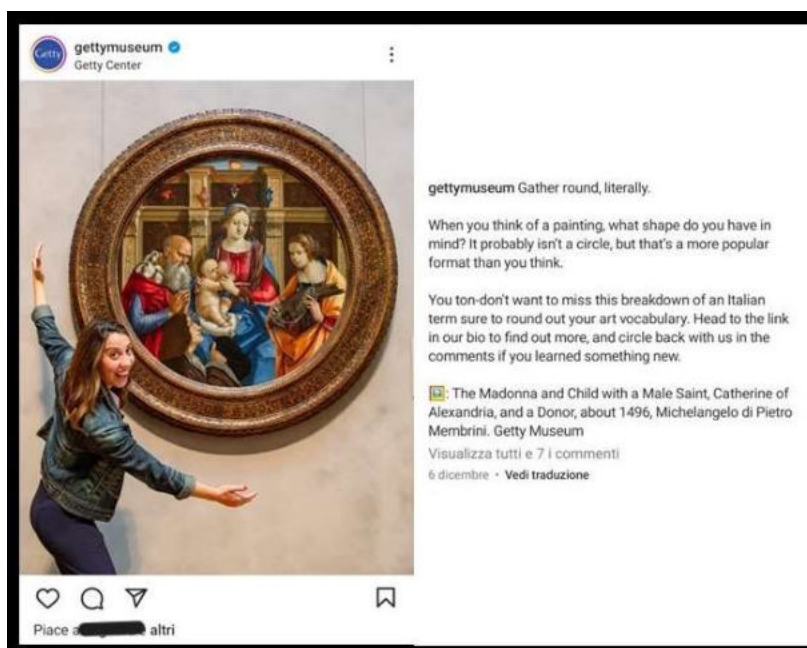 Getty
gettymuseum
Getty Center
Piace a
altri
gettymuseum Gather round, literally.
When you think of a painting, what shape do you have in
mind? It probably isn't a circle, but that's a more popular
format than you think.
You ton-don't want to miss this breakdown of an Italian
term sure to round out your art vocabulary. Head to the link
in our bio to find out more, and circle back with us in the
comments if you learned something new.
: The Madonna and Child with a Male Saint, Catherine of
Alexandria, and a Donor, about 1496, Michelangelo di Pietro
Membrini. Getty Museum
Visualizza tutti e 7 i commenti
6 dicembre • Vedi traduzione